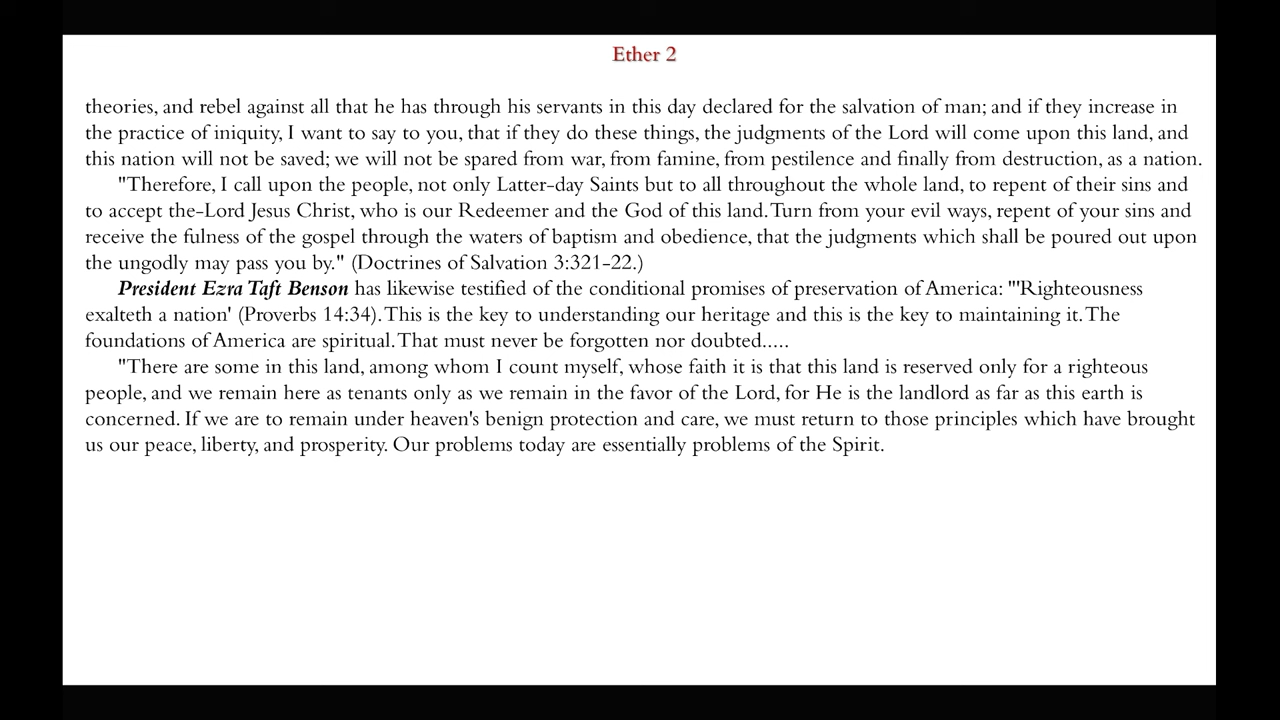 Ether 2
theories, and rebel against all that he has through his servants in this day declared for the salvation of man; and if they increase in
the practice of iniquity, I want to say to you, that if they do these things, the judgments of the Lord will come upon this land, and
this nation will not be saved; we will not be spared from war, from famine, from pestilence and finally from destruction, as a nation.
"Therefore, I call upon the people, not only Latter-day Saints but to all throughout the whole land, to repent of their sins and
to accept the-Lord Jesus Christ, who is our Redeemer and the God of this land. Turn from your evil ways, repent of your sins and
receive the fulness of the gospel through the waters of baptism and obedience, that the judgments which shall be poured out upon
the ungodly may pass you by." (Doctrines of Salvation 3:321-22.)
President Ezra Taft Benson has likewise testified of the conditional promises of preservation of America: "'Righteousness
exalteth a nation' (Proverbs 14:34). This is the key to understanding our heritage and this is the key to maintaining it. The
foundations of America are spiritual. That must never be forgotten nor doubted.....
"There are some in this land, among whom I count myself, whose faith it is that this land is reserved only for a righteous
people, and we remain here as tenants only as we remain in the favor of the Lord, for He is the landlord as far as this earth is
concerned. If we are to remain under heaven's benign protection and care, we must return to those principles which have brought
us our peace, liberty, and prosperity. Our problems today are essentially problems of the Spirit.